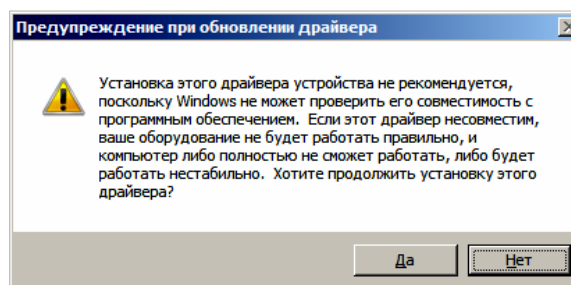 Предупреждение при обновлении драйвера
Установка этого драйвера устройства не рекомендуется,
поскольку Windows не может проверить его совместимость с
программным обеспечением. Если этот драйвер несовместим,
ваше оборудование не будет работать правильно, и
компьютер либо полностью не сможет работать, либо будет
работать нестабильно. Хотите продолжить установку этого
драйвера?
Да
Нет